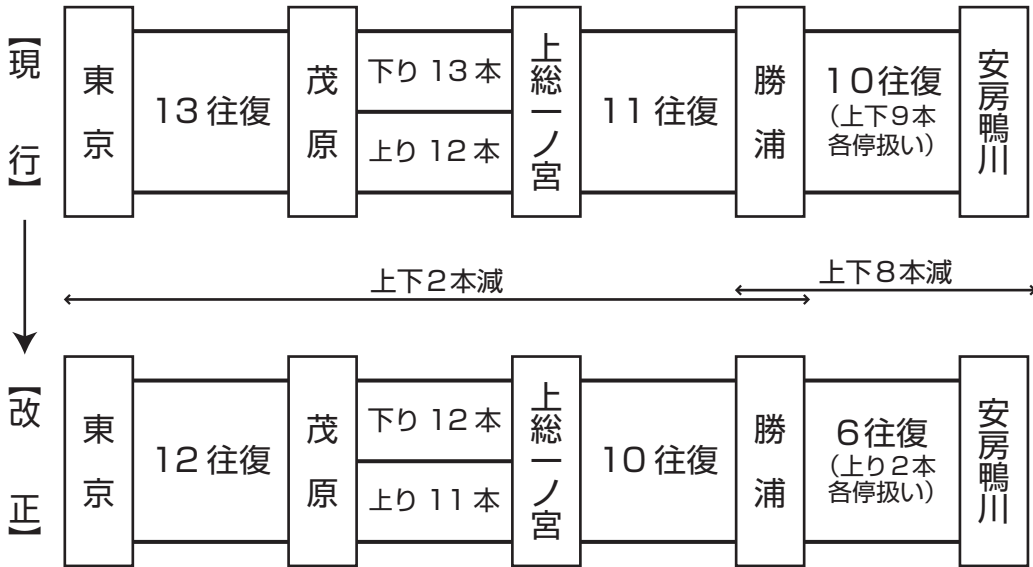 【現行】
東京
13往復
茂原
下り 13本
上り 12本
上総一ノ宮
11往復
勝浦
10往復
（上下9本
各停扱い）
安房鴨川
上下2本減
上下8本減
【改正】
東京
12往復
茂原
下り 12本
上り 11本
上総一ノ宮
10往復
勝浦
6往復
（上り2本
各停扱い）
安房鴨川